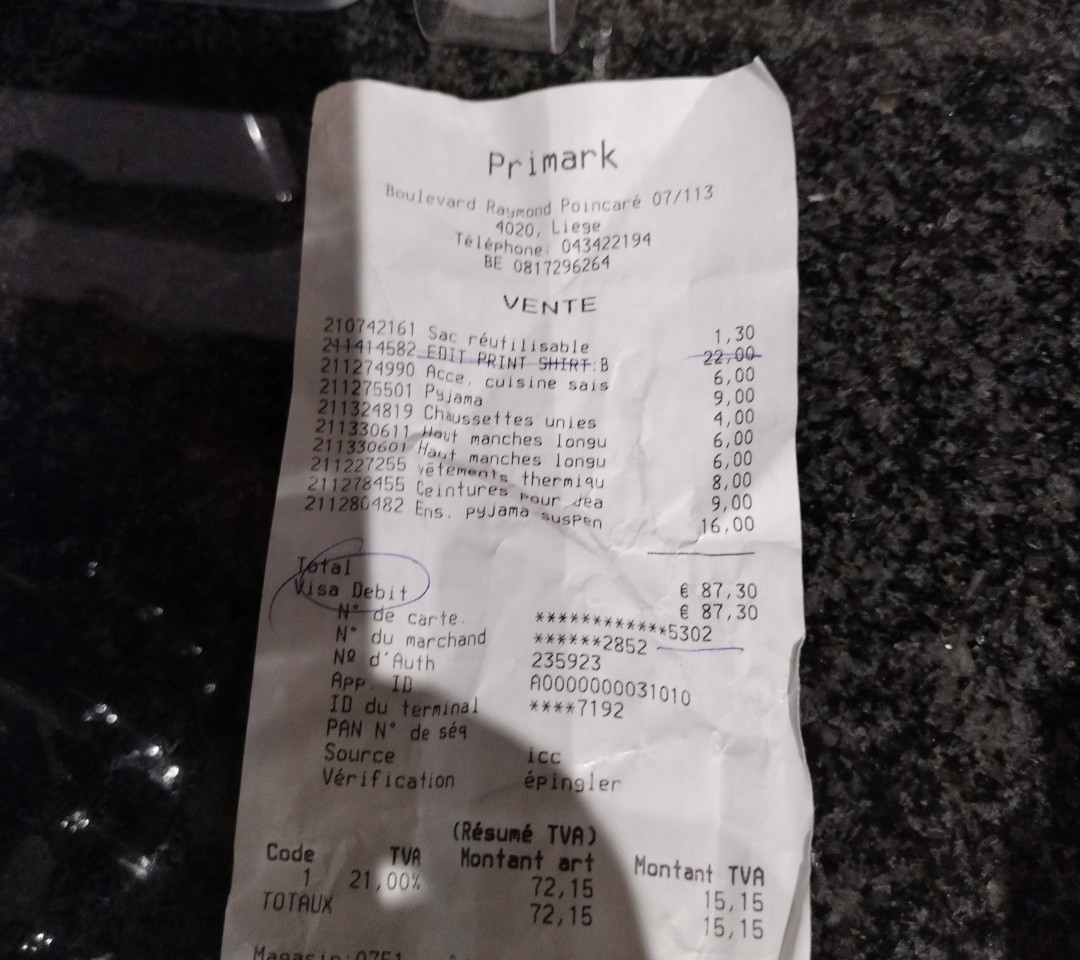 Primark
Boulevard Raymond Poincaré 07/113
4020, Liege
Téléphone: 043422194
BE 0817296264
VENTE
210742161 Sac réutilisable 1,30
211414582 EDIT PRINT SHIRT:B 22,00
211274990 Acce. cuisine sais 6,00
211275501 Pyjama 9,00
211324819 Chaussettes unies 4,00
211330611 Haut manches longu 6,00
211330601 Haut manches longu 6,00
211227255 vêtements thermiqu 8,00
211278455 Ceintures Pour Jea 9,00
211280482 Ens. pyjama susPen 16,00
Total € 87,30
Visa Debit € 87,30
N° de carte. ************5302
N° du marchand ******2852
Nº d'Auth 235923
App. ID A0000000031010
ID du terminal ****7192
PAN N° de séq
Source icc
Vérification épingler
(Résumé TVA)
Code TVA Montant art Montant TVA
1 21,00% 72,15 15,15
TOTAUX 72,15 15,15